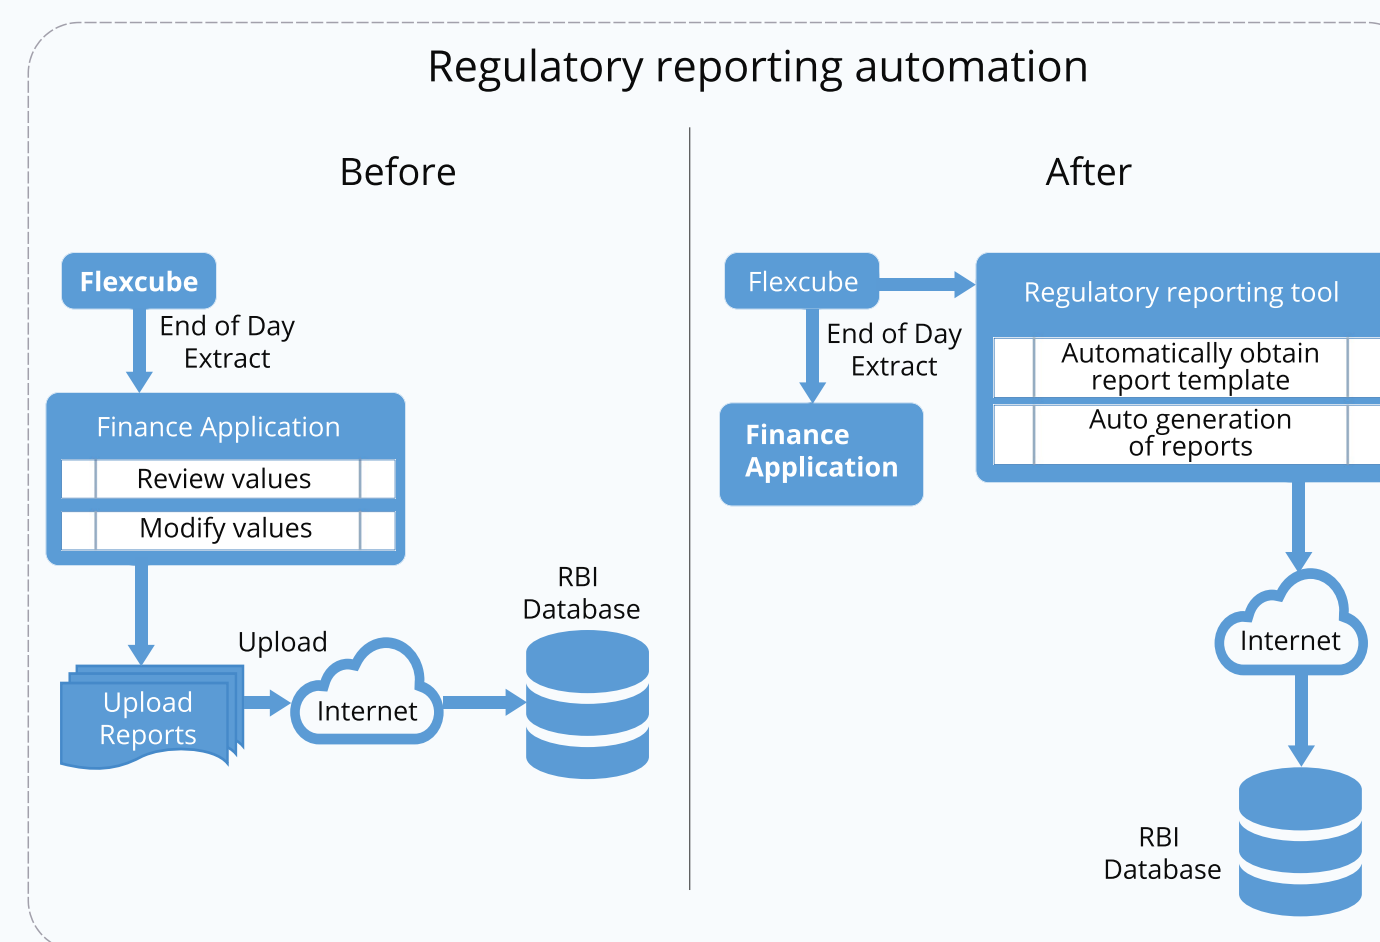 Regulatory reporting automation
Before
Flexcube
End of Day
Extract
Finance Application
Review values
Modify values
Upload
Reports
Upload
Internet
RBI
Database
After
Flexcube
End of Day
Extract
Finance
Application
Regulatory reporting tool
Automatically obtain
report template
Auto generation
of reports
Internet
RBI
Database